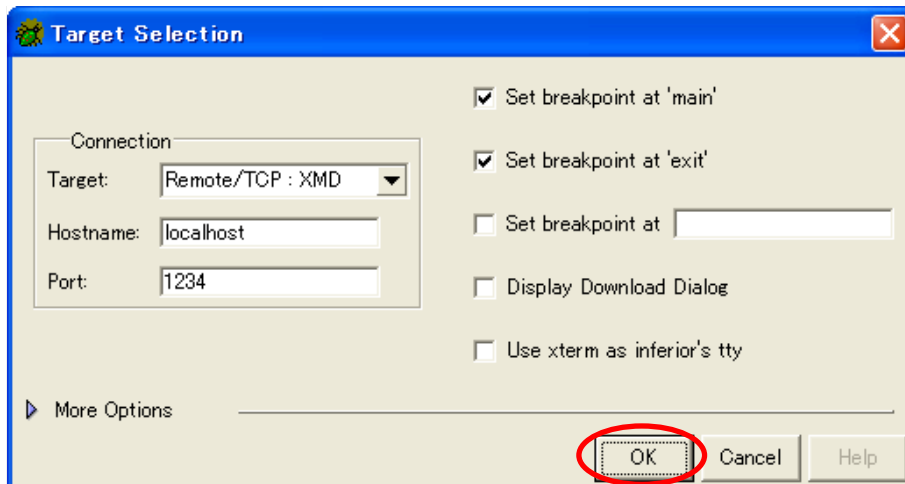 Target Selection
Connection
Target: Remote/TCP : XMD
Hostname: localhost
Port: 1234
Set breakpoint at 'main'
Set breakpoint at 'exit'
Set breakpoint at
Display Download Dialog
Use xterm as inferior's tty
More Options
OK Cancel Help